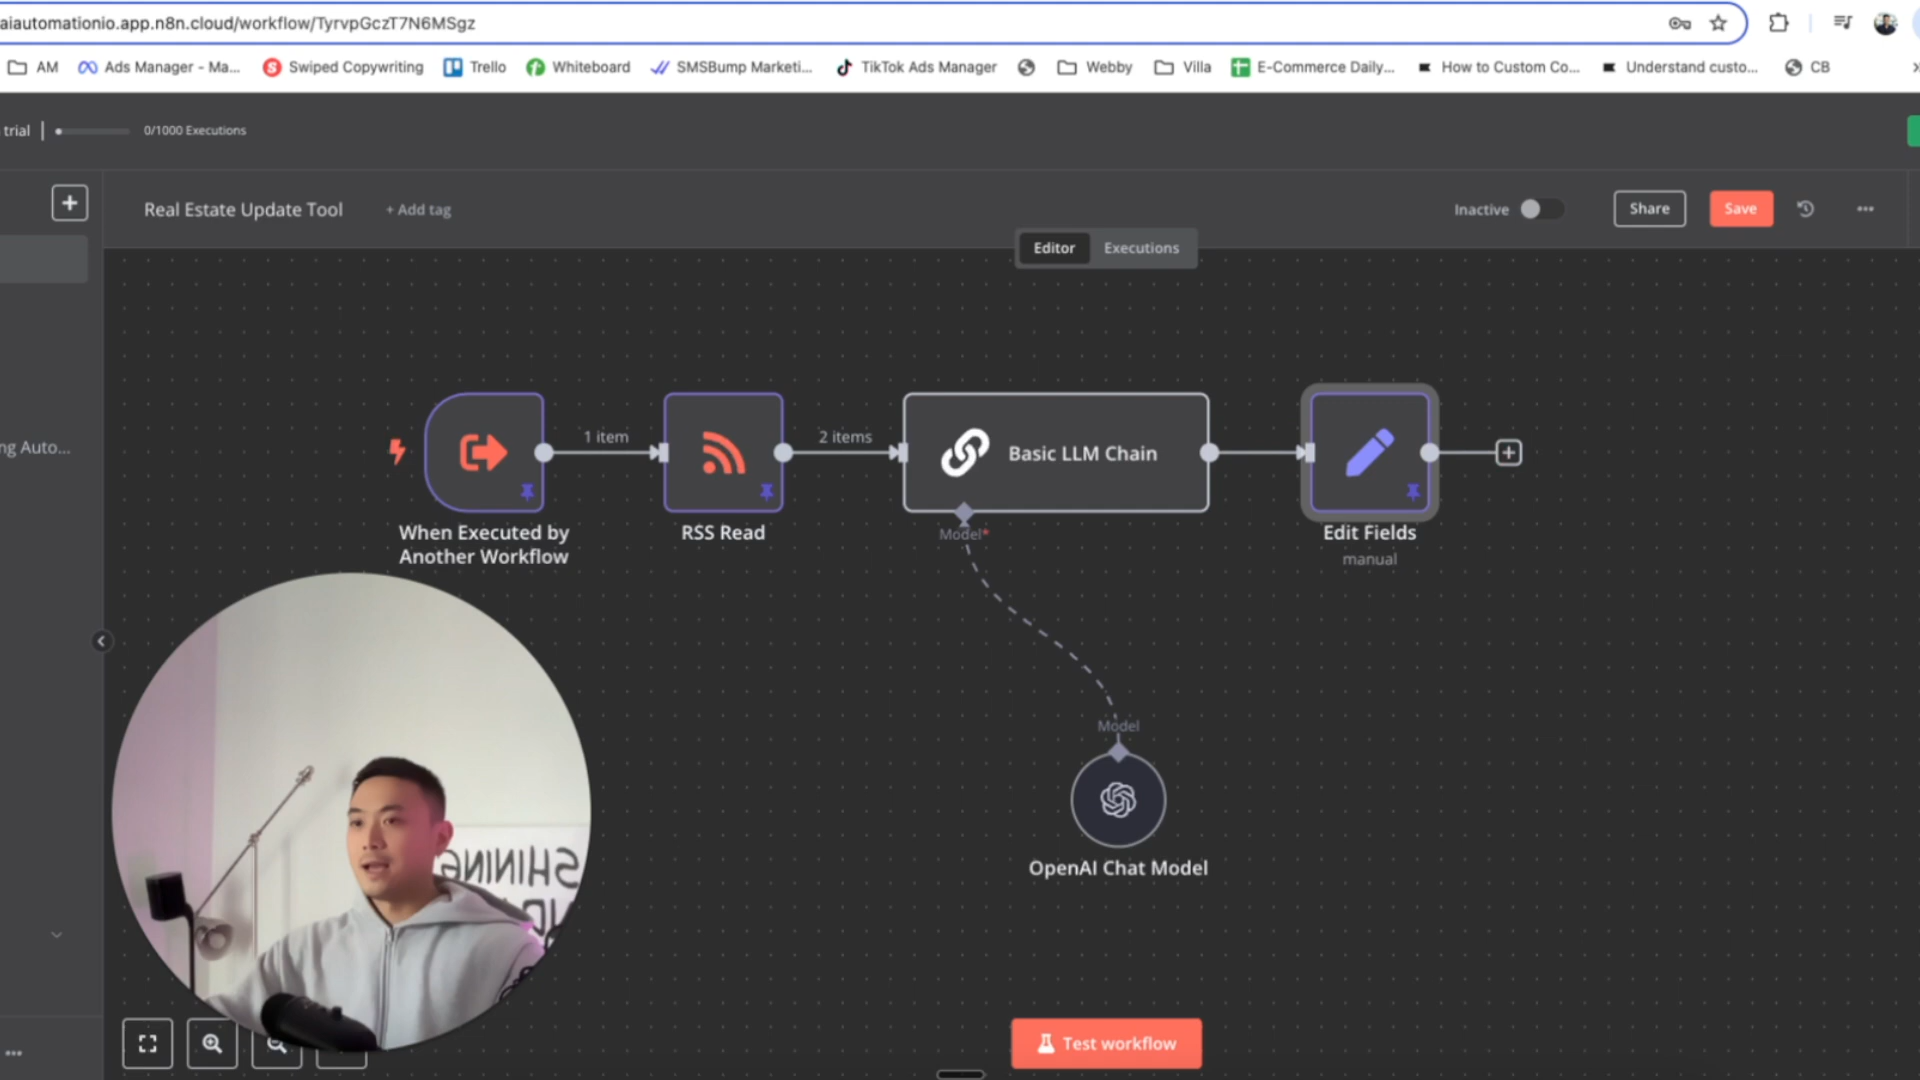 aiautomationio.app.n8n.cloud/workflow/TyrvpGczT7N6MSgz
AM Ads Manager - Ma... Swiped Copywriting Trello Whiteboard SMSBump Marketi... TikTok Ads Manager Webby Villa E-Commerce Daily... How to Custom Co... Understand custo... CB
trial 0/1000 Executions
Real Estate Update Tool + Add tag Inactive Share Save
Editor Executions
1 item
2 items
Basic LLM Chain
ng Auto...
When Executed by
Another Workflow
RSS Read
Model*
Edit Fields
manual
Model
OpenAI Chat Model
SHINING
Test workflow